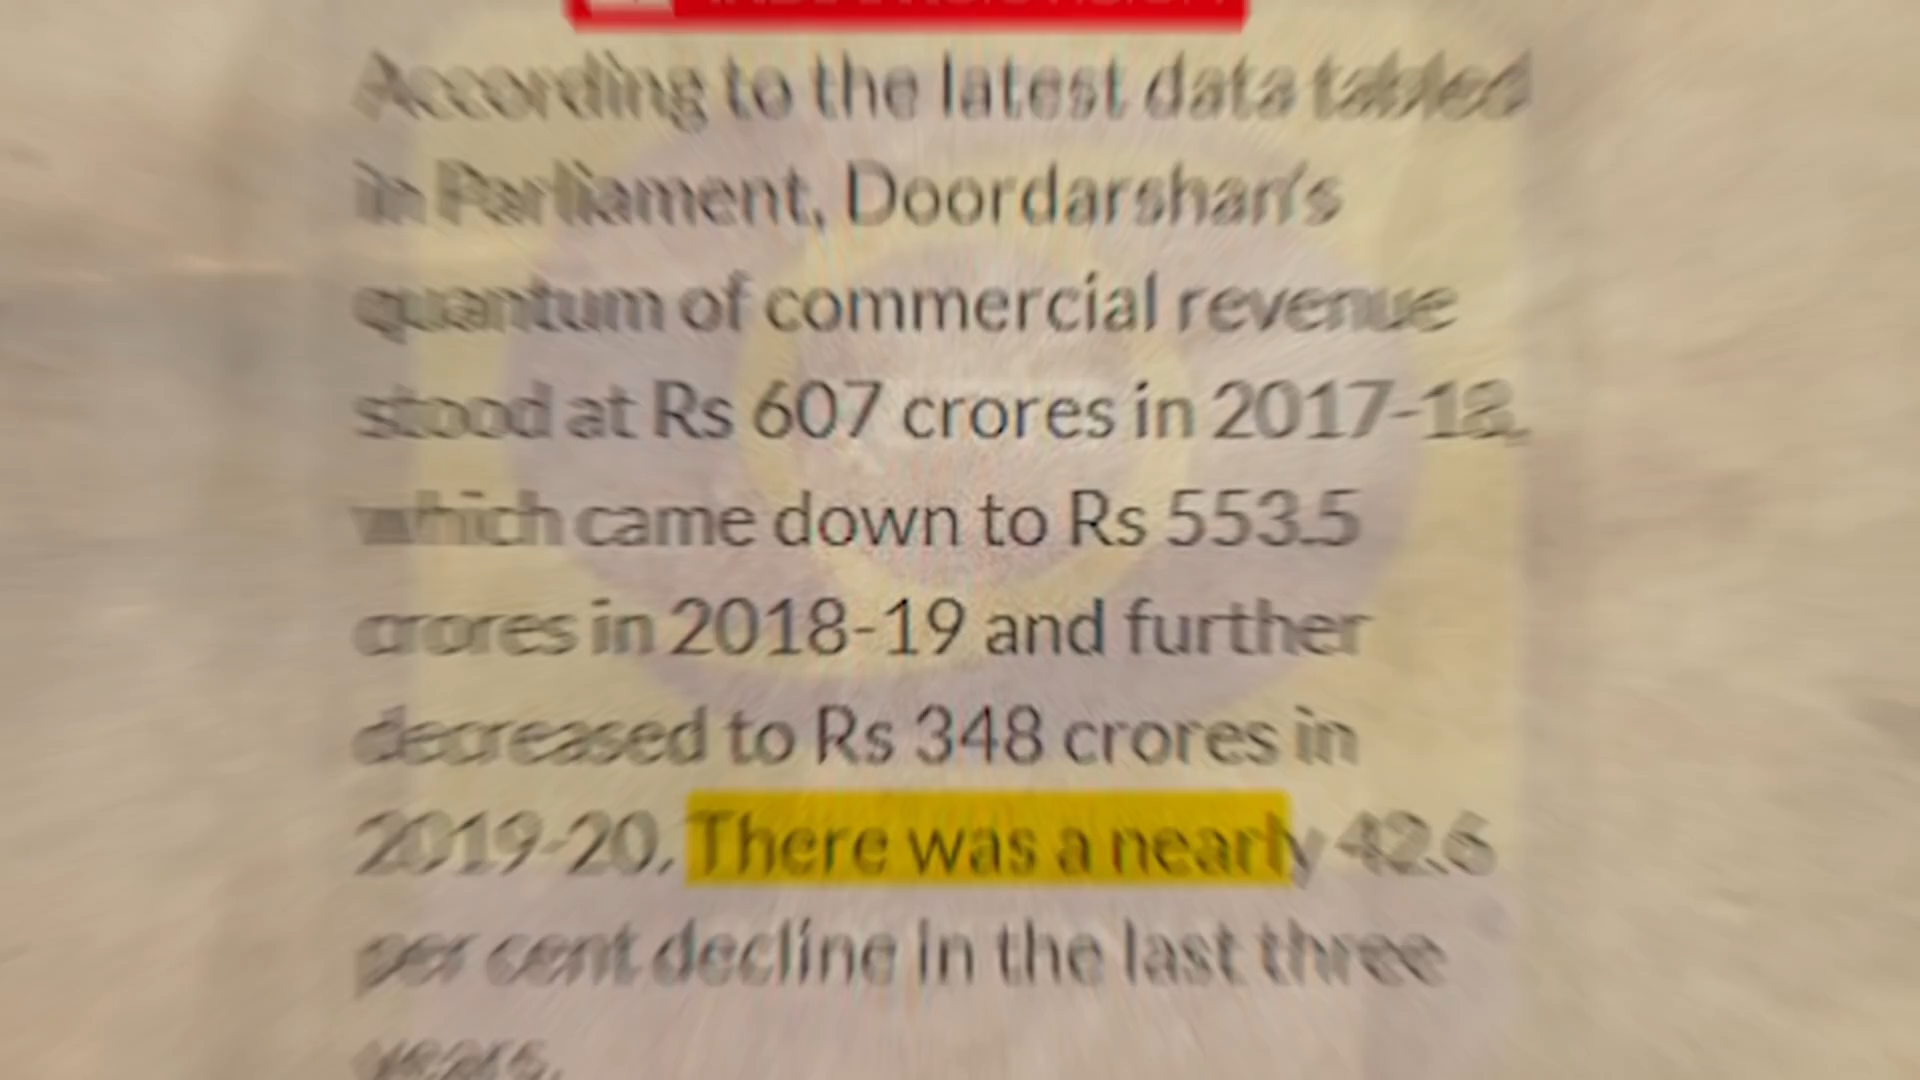 According to the latest data tabled
in Parliament, Doordarshan's
quantum of commercial revenue
stood at Rs 607 crores in 2017-18,
which came down to Rs 553.5
crores in 2018-19 and further
decreased to Rs 348 crores in
2019-20. There was a nearly 42.6
per cent decline in the last three
years.